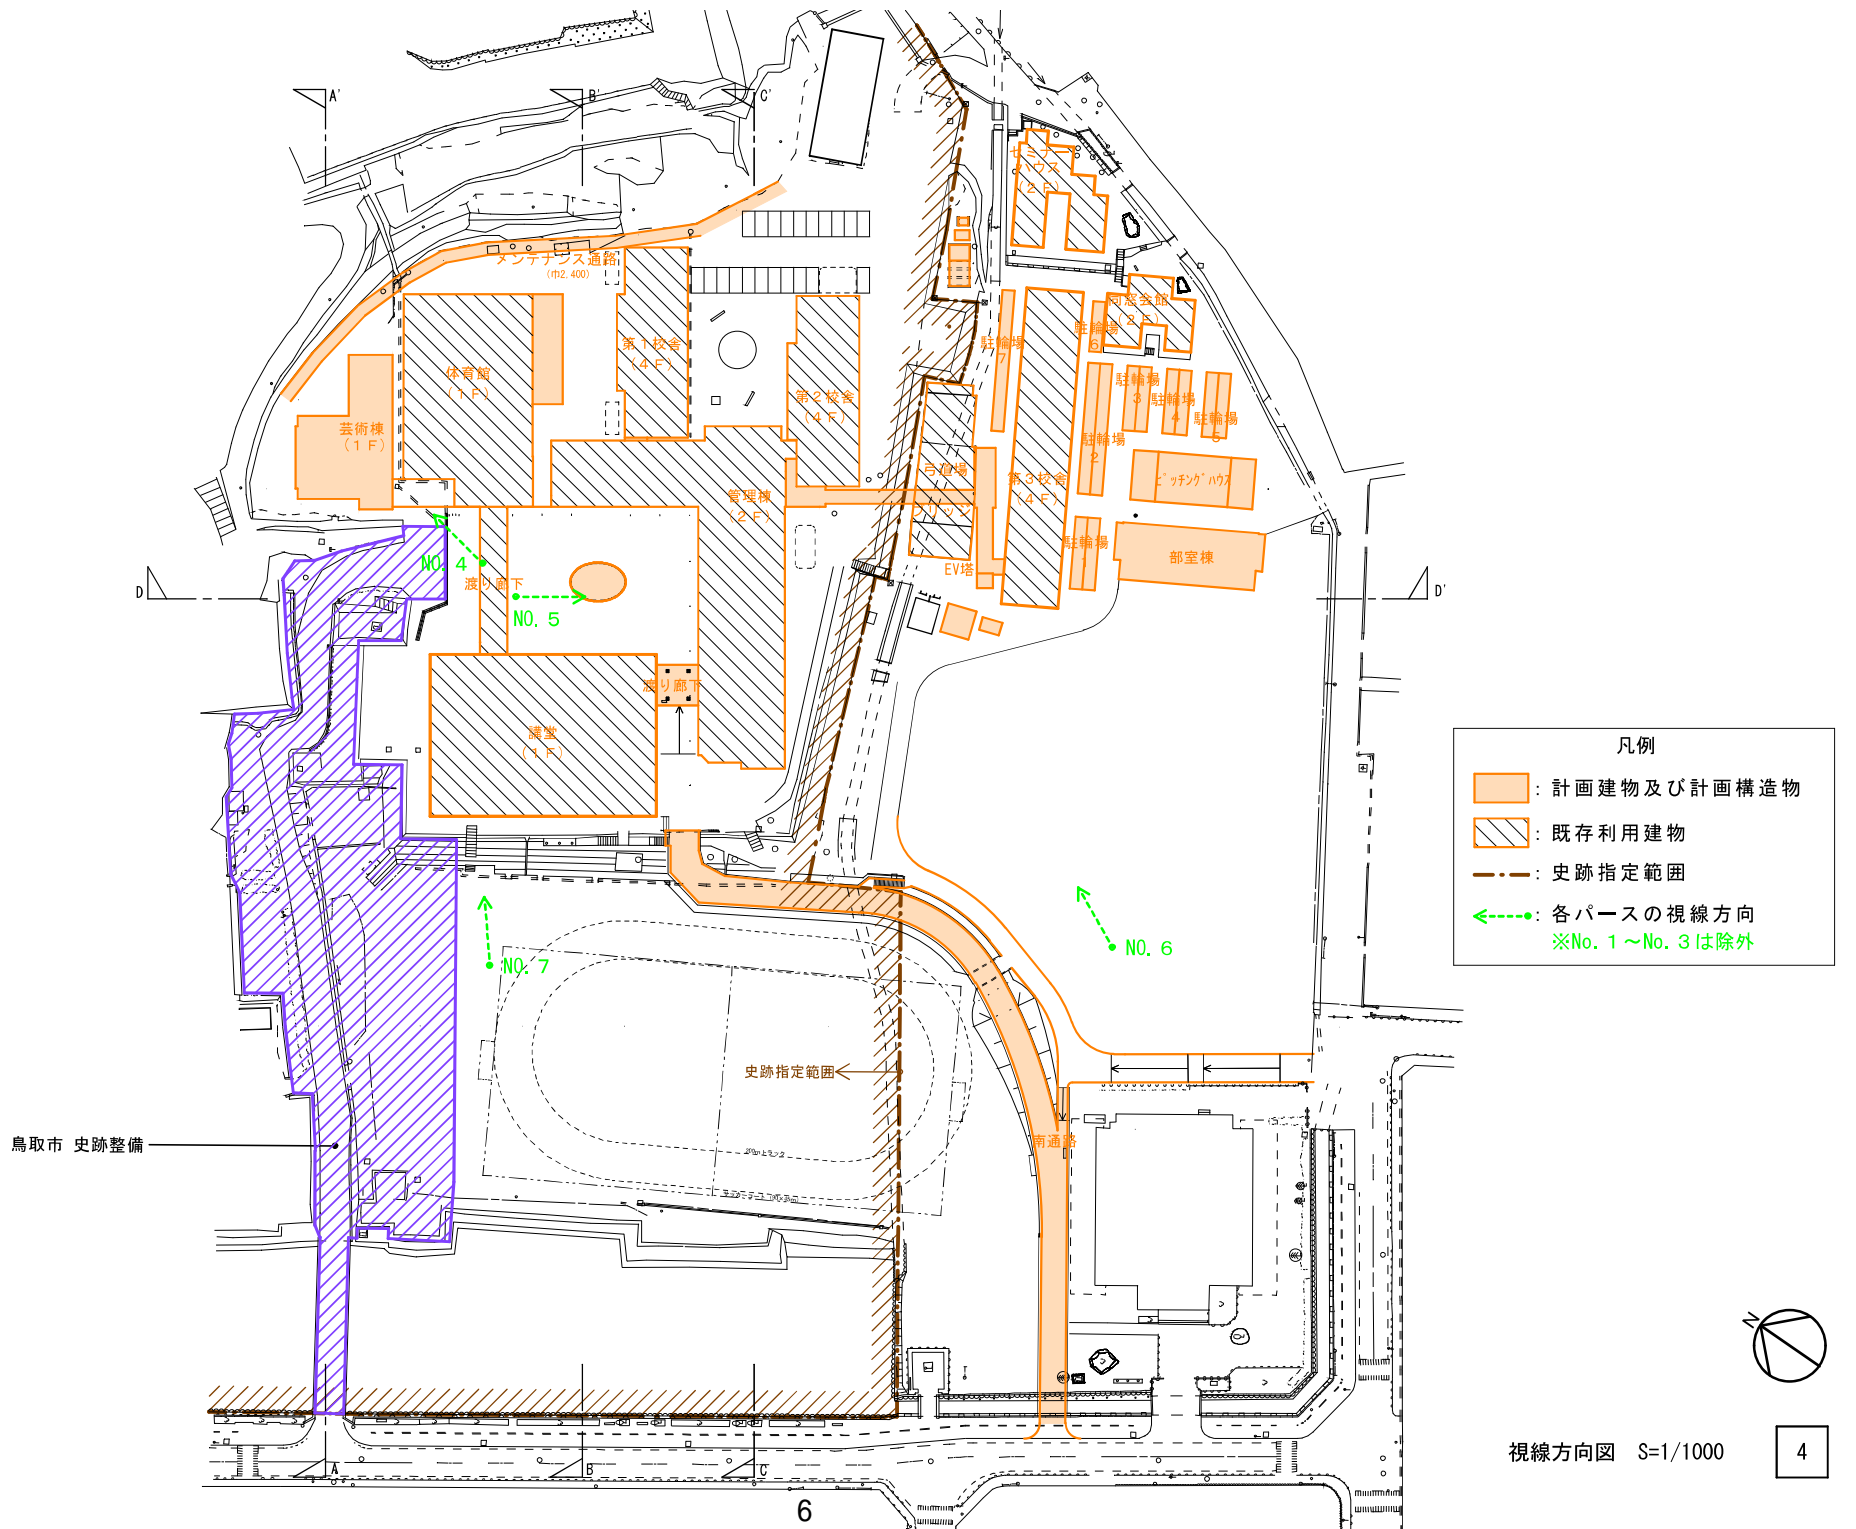 A'
B'
C'
セミナー
ハウス
(2F)
メンテナンス通路
(巾2,400)
同窓会館
(2F)
駐輪場
6
駐輪場
7
第1校舎
(4F)
体育館
(1F)
第2校舎
(4F)
駐輪場
3
駐輪場
4
駐輪場
5
芸術棟
(1F)
駐輪場
2
弓道場
第3校舎
(4F)
ピッチングハウス
管理棟
(2F)
ブリッジ
駐輪場
1
部室棟
EV塔
NO. 4
渡り廊下
NO. 5
D
D'
渡り廊下
講堂
(1F)
凡例
: 計画建物及び計画構造物
: 既存利用建物
: 史跡指定範囲
: 各パースの視線方向
※No. 1～No. 3は除外
NO. 6
NO. 7
史跡指定範囲
鳥取市 史跡整備
南通路
200mトラック
N
A
B
C
視線方向図 S=1/1000
4
6